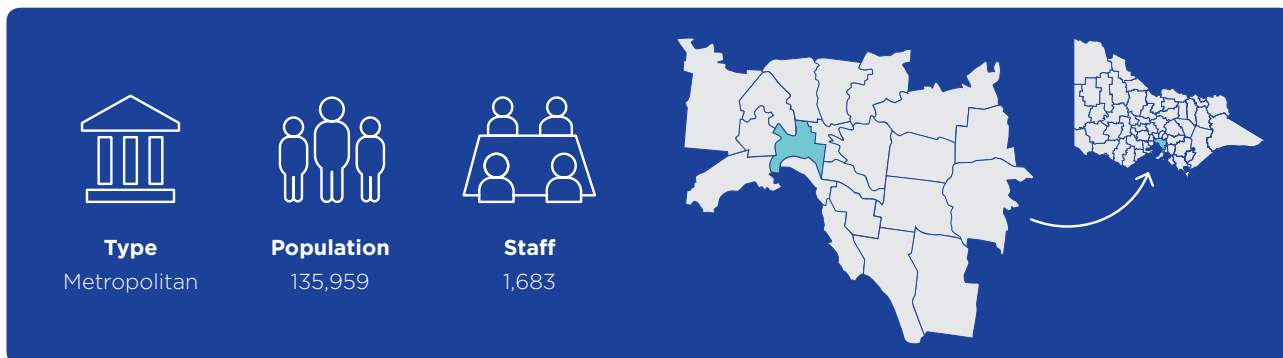 Type
Metropolitan
Population
135,959
Staff
1,683